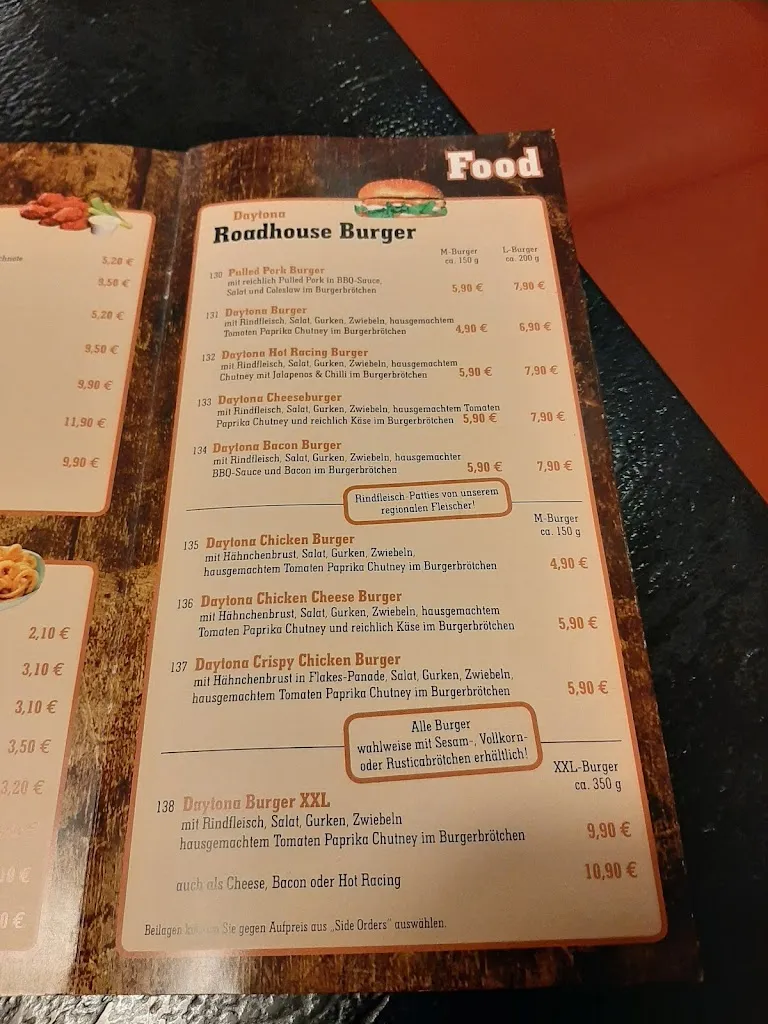 Food
5,20 €
9,50 €
5,20 €
9,50 €
9,90 €
11,90 €
9,90 €
2,10 €
3,10 €
3,10 €
3,50 €
3,20 €
Daytona
Roadhouse Burger
M-Burger L-Burger
ca. 150 g ca. 200 g
130 Pulled Pork Burger
mit reichlich Pulled Pork in BBQ-Sauce,
Salat und Coleslaw im Burgerbrötchen 5,90 € 7,90 €
131 Daytona Burger
mit Rindfleisch, Salat, Gurken, Zwiebeln, hausgemachtem
Tomaten Paprika Chutney im Burgerbrötchen 4,90 € 6,90 €
132 Daytona Hot Racing Burger
mit Rindfleisch, Salat, Gurken, Zwiebeln, hausgemachtem
Chutney mit Jalapenos & Chilli im Burgerbrötchen 5,90 € 7,90 €
133 Daytona Cheeseburger
mit Rindfleisch, Salat, Gurken, Zwiebeln, hausgemachtem Tomaten
Paprika Chutney und reichlich Käse im Burgerbrötchen 5,90 € 7,90 €
134 Daytona Bacon Burger
mit Rindfleisch, Salat, Gurken, Zwiebeln, hausgemachter
BBQ-Sauce und Bacon im Burgerbrötchen 5,90 € 7,90 €
Rindfleisch-Patties von unserem
regionalen Fleischer!
M-Burger
ca. 150 g
135 Daytona Chicken Burger
mit Hähnchenbrust, Salat, Gurken, Zwiebeln,
hausgemachtem Tomaten Paprika Chutney im Burgerbrötchen 4,90 €
136 Daytona Chicken Cheese Burger
mit Hähnchenbrust, Salat, Gurken, Zwiebeln, hausgemachtem
Tomaten Paprika Chutney und reichlich Käse im Burgerbrötchen 5,90 €
137 Daytona Crispy Chicken Burger
mit Hähnchenbrust in Flakes-Panade, Salat, Gurken, Zwiebeln,
hausgemachtem Tomaten Paprika Chutney im Burgerbrötchen 5,90 €
Alle Burger
wahlweise mit Sesam-, Vollkorn-
oder Rusticabrötchen erhältlich!
XXL-Burger
ca. 350 g
138 Daytona Burger XXL
mit Rindfleisch, Salat, Gurken, Zwiebeln
hausgemachtem Tomaten Paprika Chutney im Burgerbrötchen 9,90 €
auch als Cheese, Bacon oder Hot Racing 10,90 €
Beilagen Sie gegen Aufpreis aus „Side Orders" auswählen.